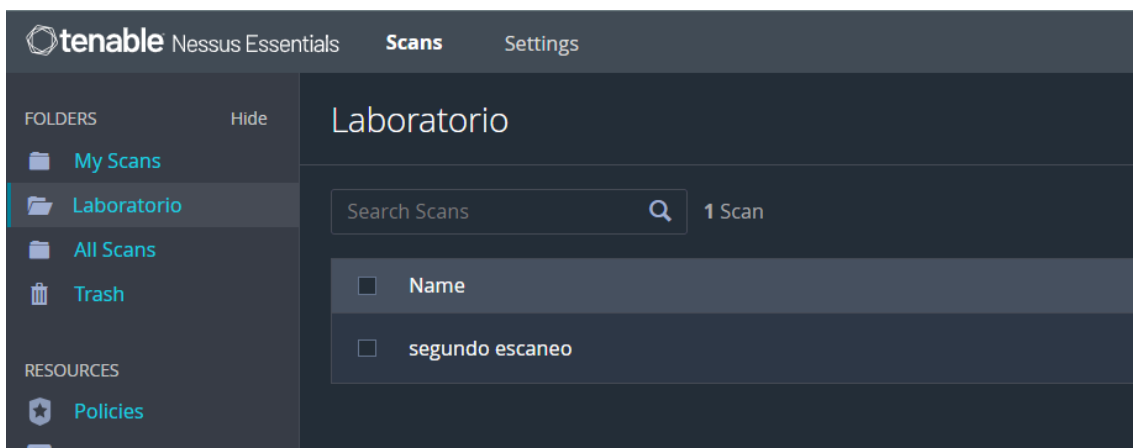 tenable Nessus Essentials Scans Settings
FOLDERS Hide
My Scans
Laboratorio
All Scans
Trash
RESOURCES
Policies
Laboratorio
Search Scans 1 Scan
Name
segundo escaneo